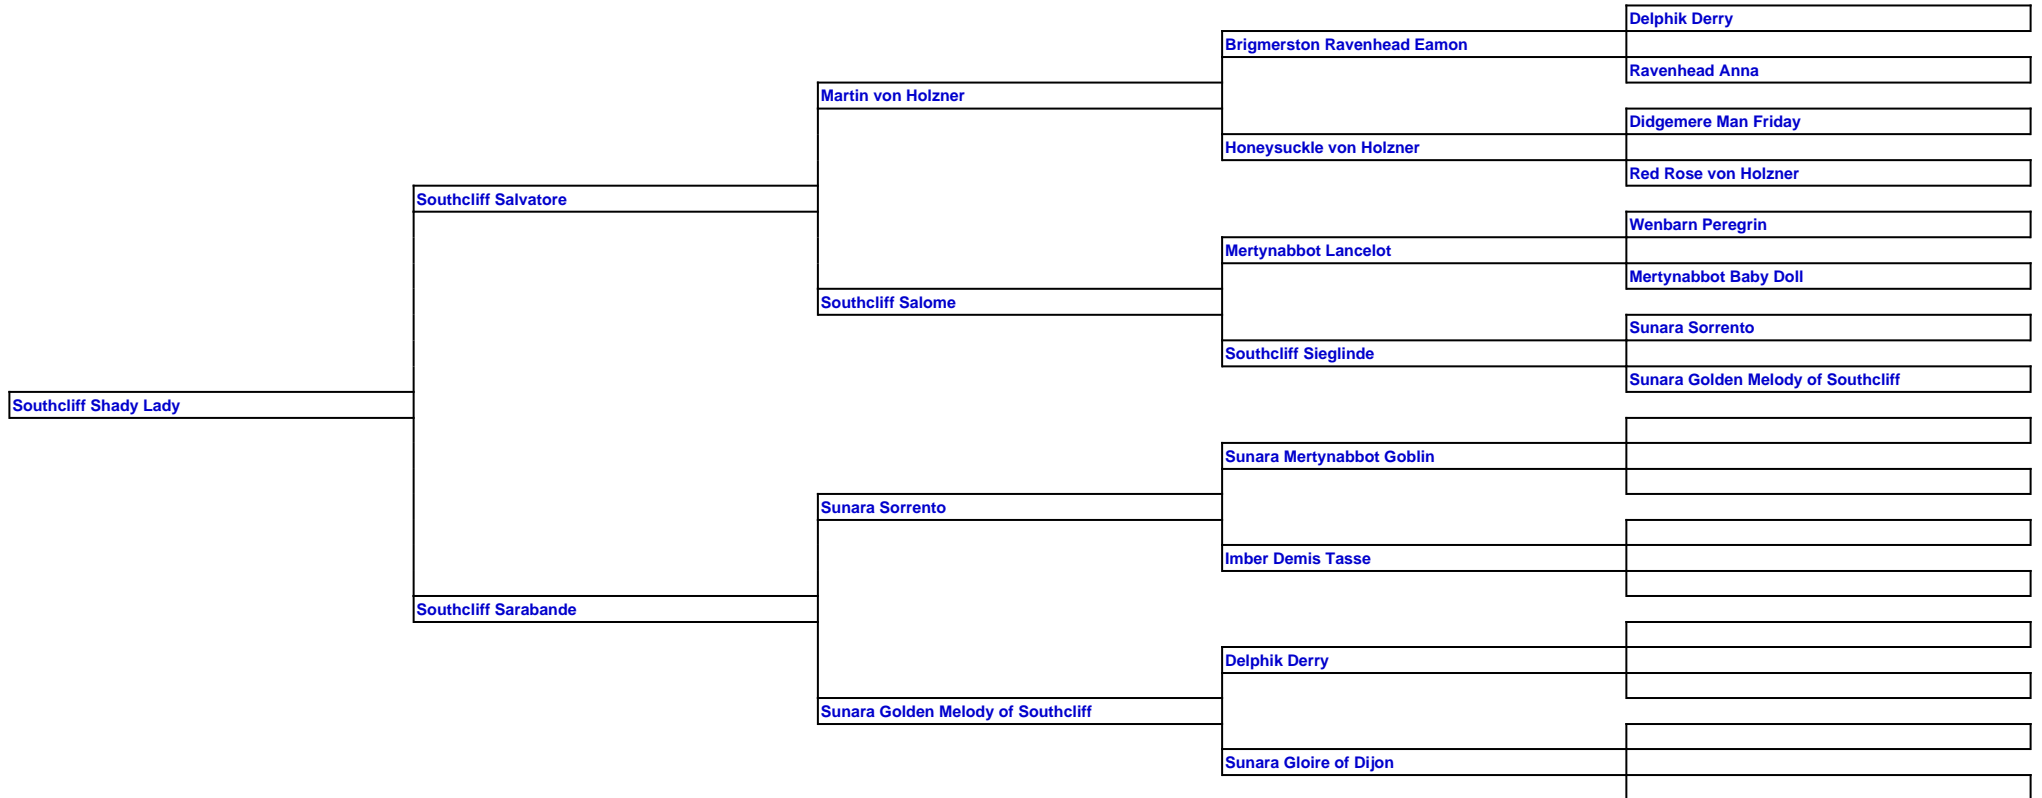 Delphik Derry
Brigmerston Ravenhead Eamon
Ravenhead Anna
Martin von Holzner
Didgemere Man Friday
Honeysuckle von Holzner
Red Rose von Holzner
Southcliff Salvatore
Wenbarn Peregrin
Mertynabbot Lancelot
Mertynabbot Baby Doll
Southcliff Salome
Sunara Sorrento
Southcliff Sieglinde
Sunara Golden Melody of Southcliff
Southcliff Shady Lady
Sunara Mertynabbot Goblin
Sunara Sorrento
Imber Demis Tasse
Southcliff Sarabande
Delphik Derry
Sunara Golden Melody of Southcliff
Sunara Gloire of Dijon